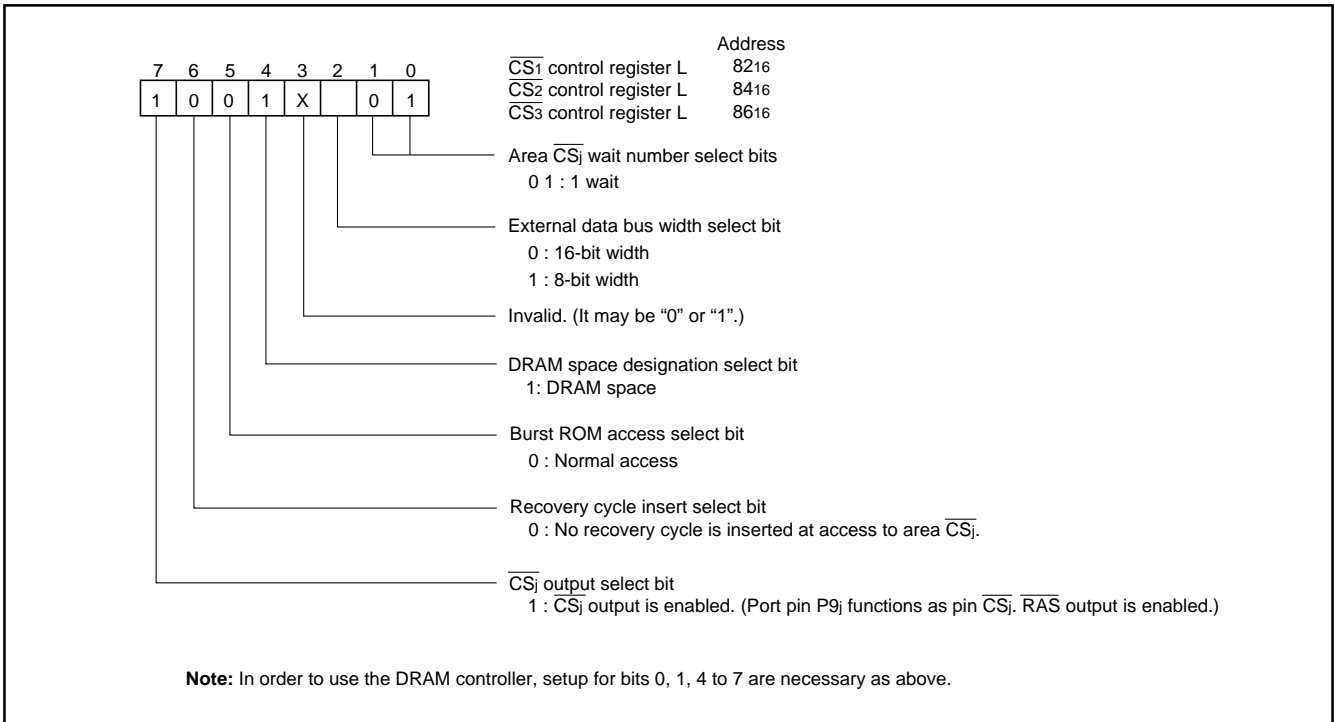 Address
7 6 5 4 3 2 1 0
CS1 control register L 8216
1 0 0 1 X 0 1
CS2 control register L 8416
CS3 control register L 8616
Area CSj wait number select bits
0 1 : 1 wait
External data bus width select bit
0 : 16-bit width
1 : 8-bit width
Invalid. (It may be “0” or “1”.)
DRAM space designation select bit
1: DRAM space
Burst ROM access select bit
0 : Normal access
Recovery cycle insert select bit
0 : No recovery cycle is inserted at access to area CSj.
CSj output select bit
1 : CSj output is enabled. (Port pin P9j functions as pin CSj. RAS output is enabled.)
Note: In order to use the DRAM controller, setup for bits 0, 1, 4 to 7 are necessary as above.